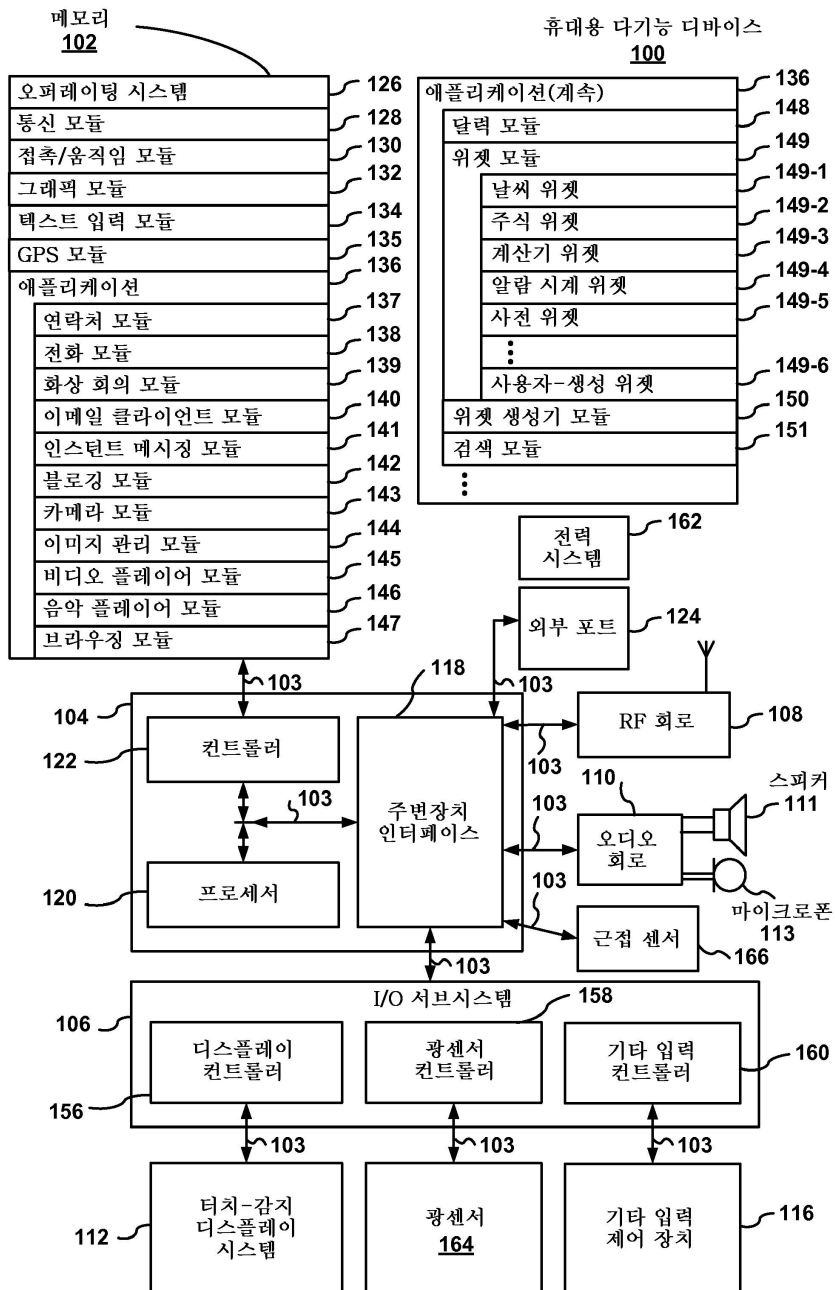 메모리
102
오퍼레이팅 시스템
126
통신 모듈
128
접촉/움직임 모듈
130
그래픽 모듈
132
텍스트 입력 모듈
134
GPS 모듈
135
애플리케이션
136
연락처 모듈
137
전화 모듈
138
화상 회의 모듈
139
이메일 클라이언트 모듈
140
인스턴트 메시징 모듈
141
블로깅 모듈
142
카메라 모듈
143
이미지 관리 모듈
144
비디오 플레이어 모듈
145
음악 플레이어 모듈
146
브라우징 모듈
147
휴대용 다기능 디바이스
100
애플리케이션(계속)
136
달력 모듈
148
위젯 모듈
149
날씨 위젯
149-1
주식 위젯
149-2
계산기 위젯
149-3
알람 시계 위젯
149-4
사전 위젯
149-5
사용자-생성 위젯
149-6
위젯 생성기 모듈
150
검색 모듈
151
전력
시스템
162
외부 포트
124
103
103
118
104
컨트롤러
122
103
프로세서
120
주변장치
인터페이스
RF 회로
108
103
110
오디오
회로
103
스피커
111
마이크로폰
113
103
근접 센서
166
103
I/O 서브시스템
106
디스플레이
컨트롤러
156
158
광센서
컨트롤러
기타 입력
컨트롤러
160
103
103
103
터치-감지
디스플레이
시스템
112
광센서
164
기타 입력
제어 장치
116